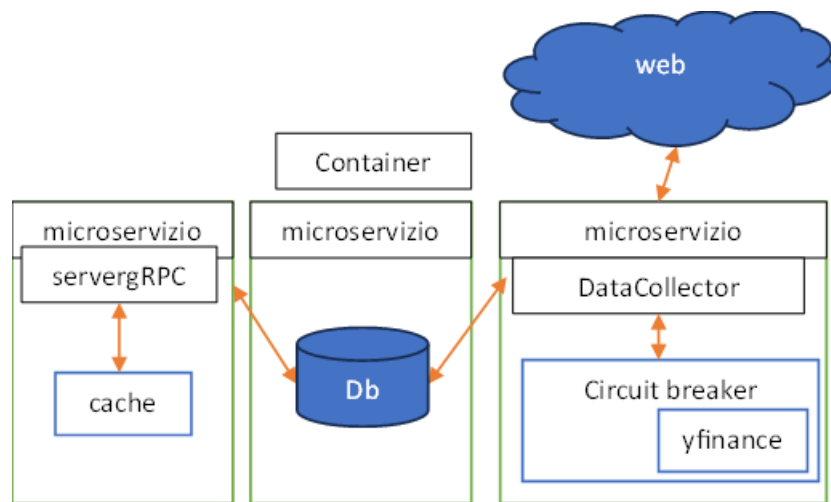 web
Container
microservizio
microservizio
microservizio
servergRPC
DataCollector
Db
Circuit breaker
cache
yfinance